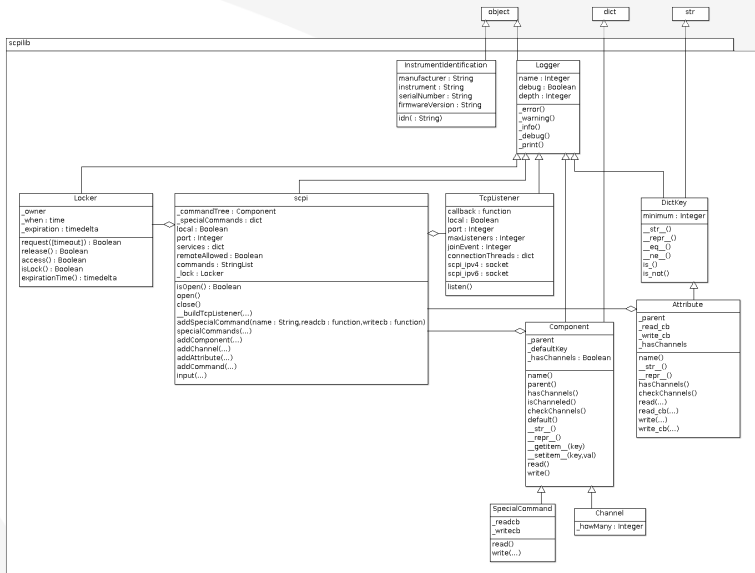 object
dict
str
scpilib
InstrumentIdentification
manufacturer : String
instrument : String
serialNumber : String
firmwareVersion : String
idn( : String)
Logger
name : Integer
debug : Boolean
depth : Integer
_error()
_warning()
_info()
_debug()
_print()
Locker
_owner
_when : time
_expiration : timedelta
request([timeout]) : Boolean
release() : Boolean
access() : Boolean
isLock() : Boolean
expirationTime() : timedelta
scpi
_commandTree : Component
_specialCommands : dict
local : Boolean
port : Integer
services : dict
remoteAllowed : Boolean
commands : StringList
_lock : Locker
isOpen() : Boolean
open()
close()
__buildTcpListener(...)
addSpecialCommand(name : String,readcb : function,writecb : function)
specialCommands(...)
addComponent(...)
addChannel(...)
addAttribute(...)
addCommand(...)
input(...)
TcpListener
callback : function
local : Boolean
port : Integer
maxListeners : Integer
joinEvent : Integer
connectionThreads : dict
scpi_ipv4 : socket
scpi_ipv6 : socket
listen()
DictKey
minimum : Integer
__str__()
__repr__()
__eq__()
__ne__()
is_()
is_not()
Attribute
_parent
_read_cb
_write_cb
_hasChannels
name()
__str__()
__repr__()
hasChannels()
checkChannels()
read(...)
read_cb(...)
write(...)
write_cb(...)
Component
_parent
_defaultKey
_hasChannels : Boolean
name()
parent()
hasChannels()
isChanneled()
checkChannels()
default()
__str__()
__repr__()
__getitem__(key)
__setitem__(key,val)
read()
write()
SpecialCommand
_readcb
_writecb
read()
write(...)
Channel
_howMany : Integer